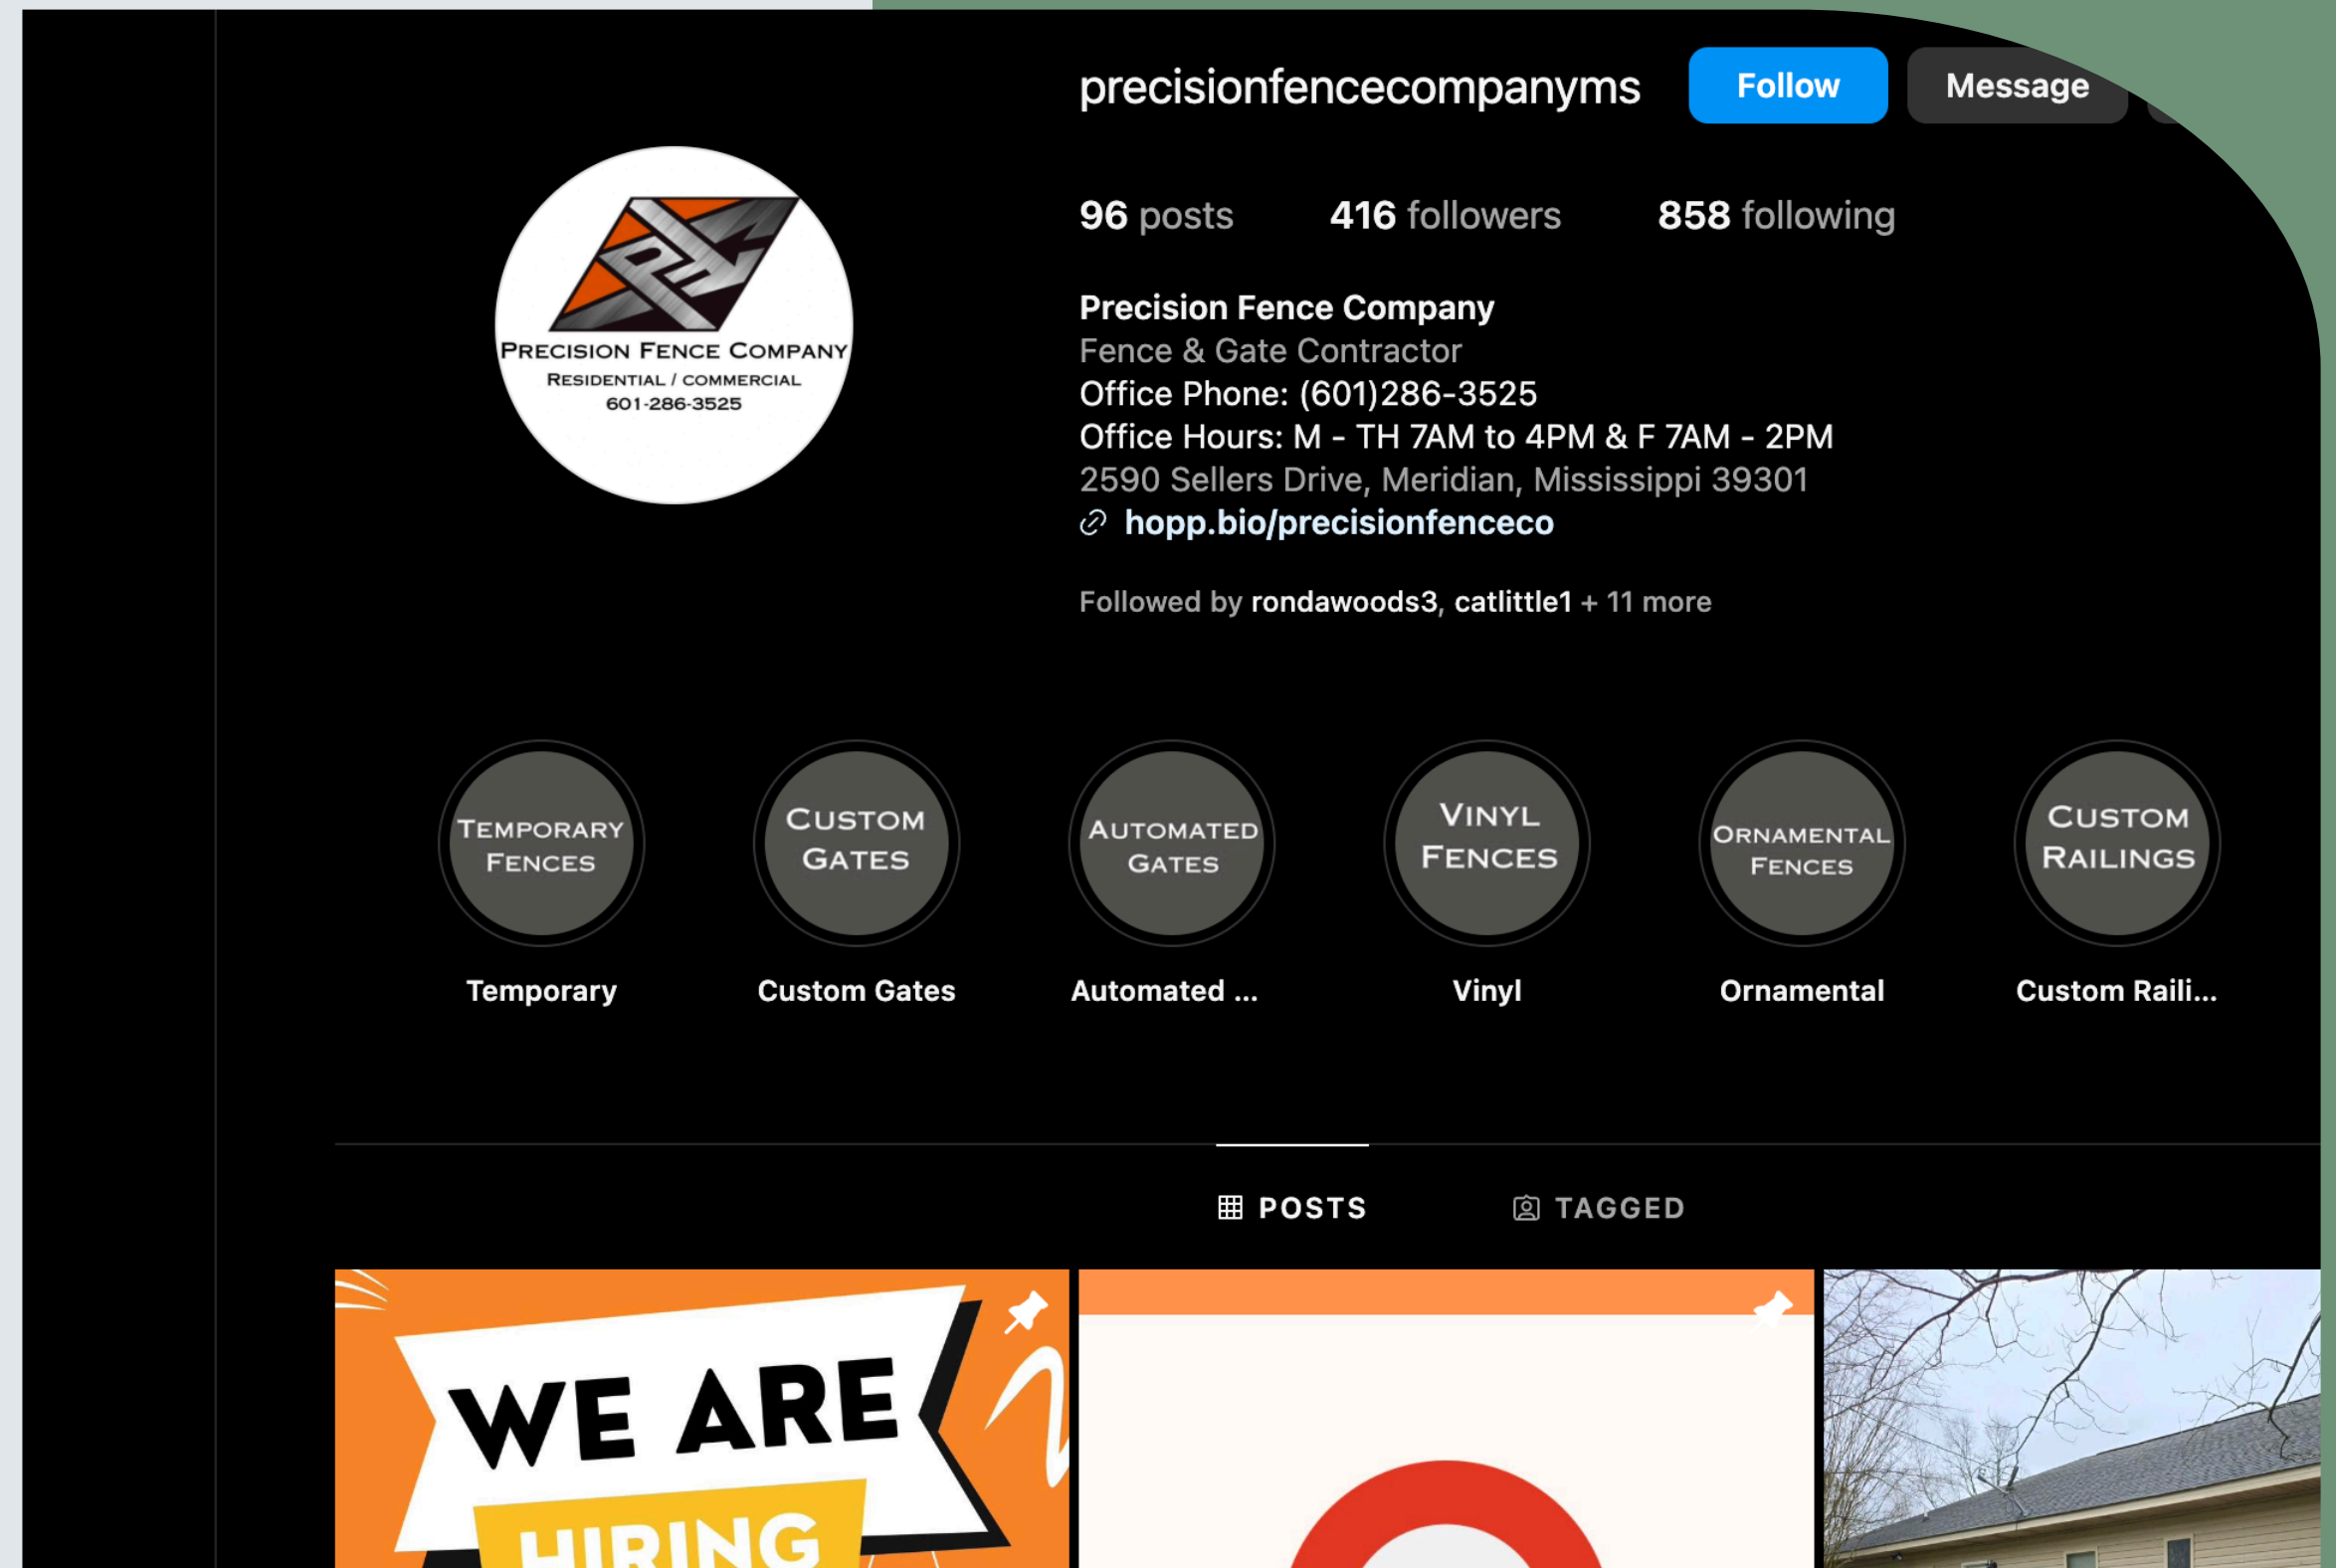 precisionfencecompanyms Follow Message
96 posts 416 followers 858 following
PRECISION FENCE COMPANY
RESIDENTIAL / COMMERCIAL
601-286-3525
Precision Fence Company
Fence & Gate Contractor
Office Phone: (601)286-3525
Office Hours: M - TH 7AM to 4PM & F 7AM - 2PM
2590 Sellers Drive, Meridian, Mississippi 39301
hopp.bio/precisionfenceco
Followed by rondawoods3, catlittle1 + 11 more
TEMPORARY
FENCES
CUSTOM
GATES
AUTOMATED
GATES
VINYL
FENCES
ORNAMENTAL
FENCES
CUSTOM
RAILINGS
Temporary
Custom Gates
Automated ...
Vinyl
Ornamental
Custom Raili...
POSTS
TAGGED
WE ARE
HIRING